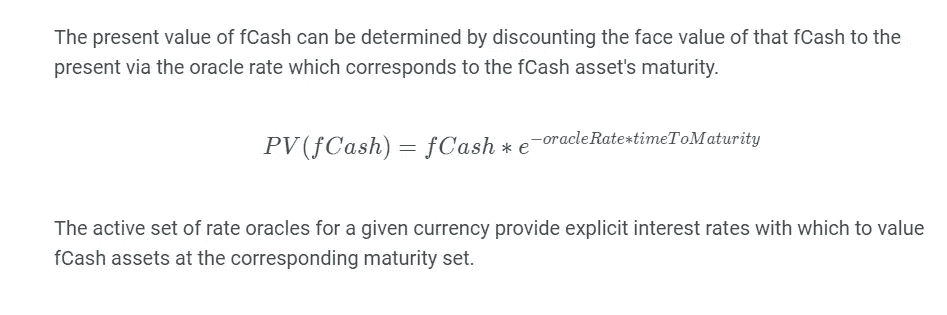 The present value of fCash can be determined by discounting the face value of that fCash to the
present via the oracle rate which corresponds to the fCash asset's maturity.
PV(fCash) = fCash * e^{-oracleRate*timeToMaturity}
The active set of rate oracles for a given currency provide explicit interest rates with which to value
fCash assets at the corresponding maturity set.